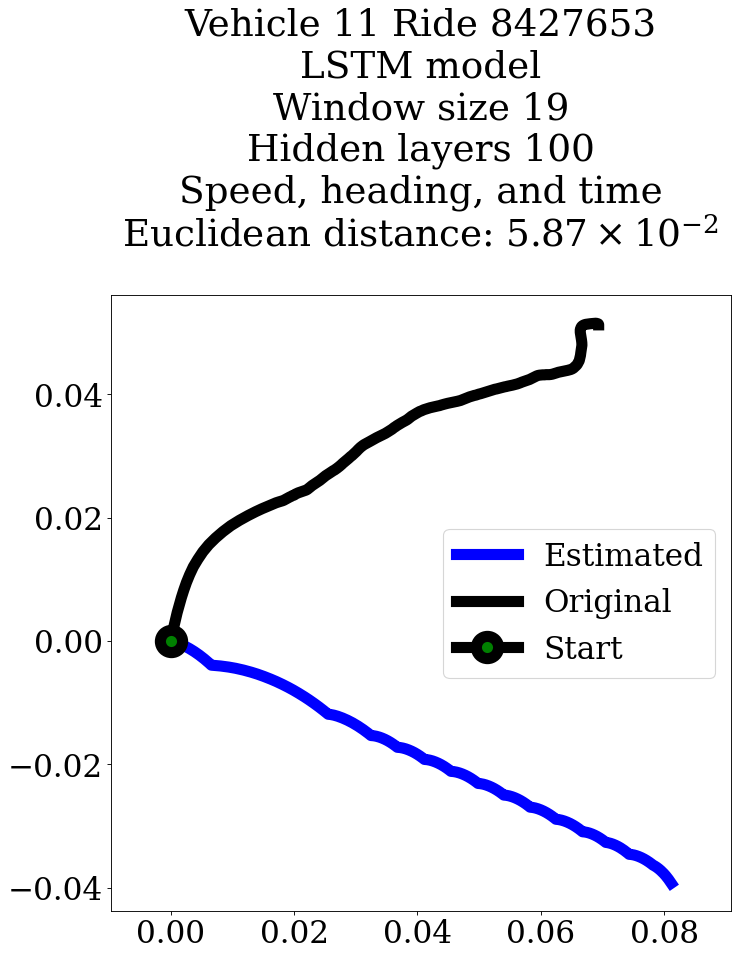 Vehicle 11 Ride 8427653
LSTM model
Window size 19
Hidden layers 100
Speed, heading, and time
Euclidean distance: 5.87 × 10⁻²
0.04
0.02
0.00
−0.02
−0.04
Estimated
Original
Start
0.00 0.02 0.04 0.06 0.08